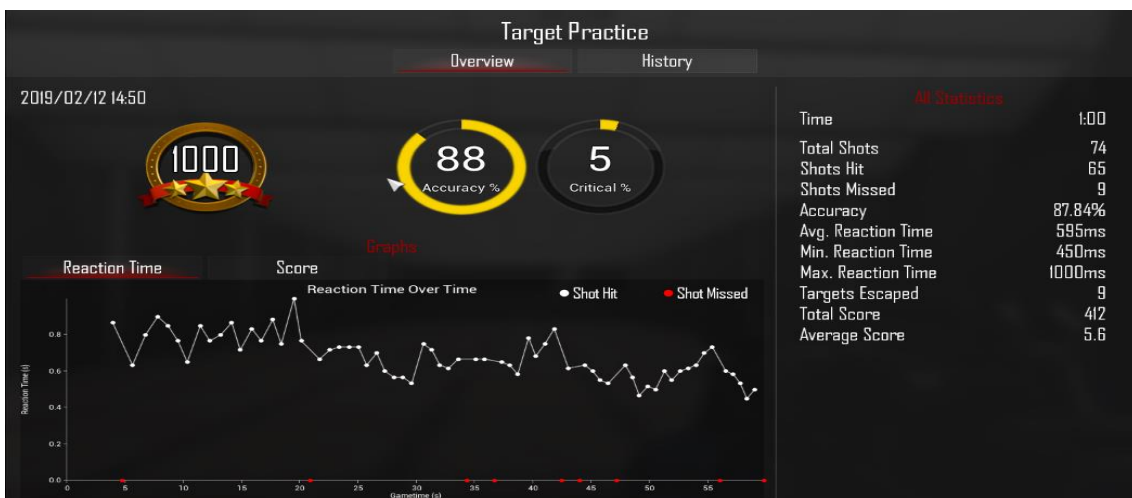 Target Practice
Overview
History
2019/02/12 14:50
1000
88
Accuracy %
5
Critical %
All Statistics
Time 1:00
Total Shots 74
Shots Hit 65
Shots Missed 9
Accuracy 87.84%
Avg. Reaction Time 595ms
Min. Reaction Time 450ms
Max. Reaction Time 1000ms
Targets Escaped 9
Total Score 412
Average Score 5.6
Graphs
Reaction Time
Score
Reaction Time Over Time
Shot Hit
Shot Missed
Reaction Time (s)
0.8
0.6
0.4
0.2
0.0
0 5 10 15 20 25 30 35 40 45 50 55
Gametime (s)